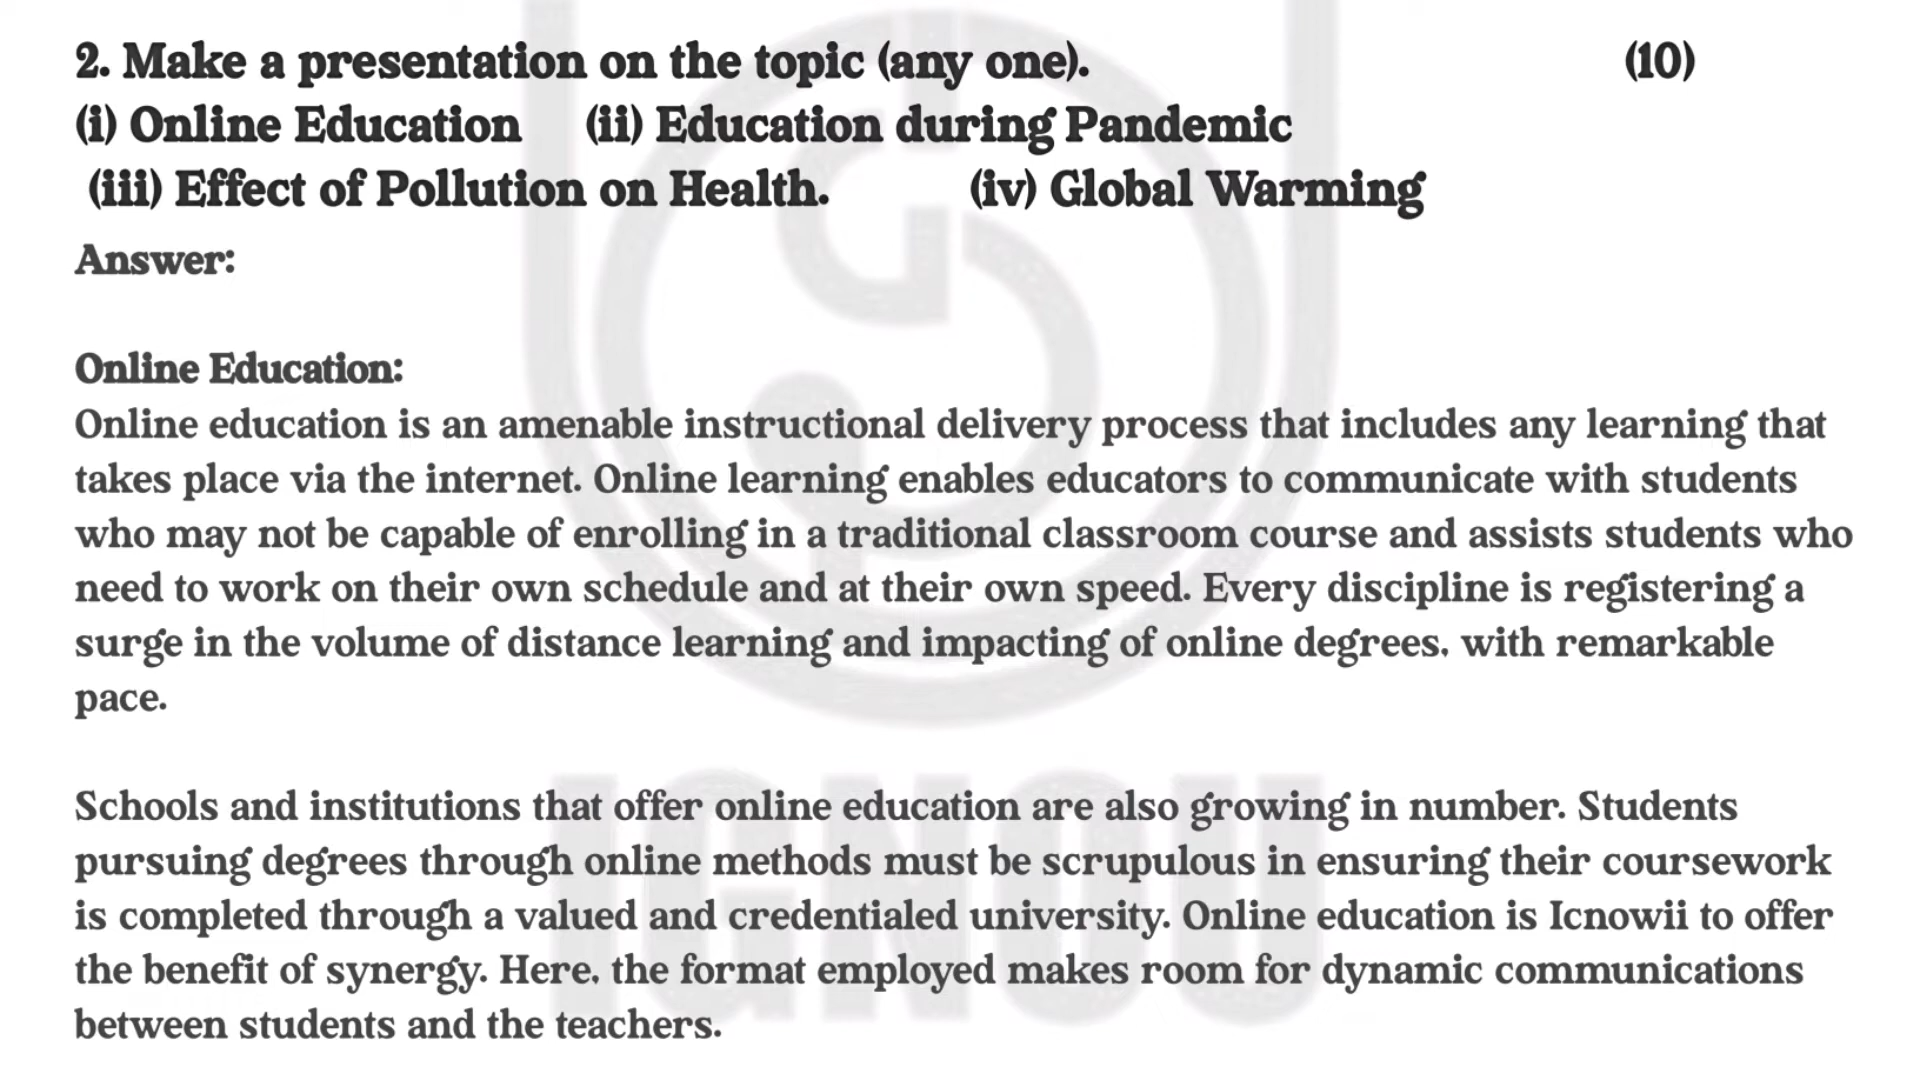 2. Make a presentation on the topic (any one). (10)
(i) Online Education (ii) Education during Pandemic
(iii) Effect of Pollution on Health. (iv) Global Warming
Answer:
Online Education:
Online education is an amenable instructional delivery process that includes any learning that
takes place via the internet. Online learning enables educators to communicate with students
who may not be capable of enrolling in a traditional classroom course and assists students who
need to work on their own schedule and at their own speed. Every discipline is registering a
surge in the volume of distance learning and impacting of online degrees. with remarkable
pace.
Schools and institutions that offer online education are also growing in number. Students
pursuing degrees through online methods must be scrupulous in ensuring their coursework
is completed through a valued and credentialed university. Online education is Icnowii to offer
the benefit of synergy. Here. the format employed makes room for dynamic communications
between students and the teachers.
IGNOU